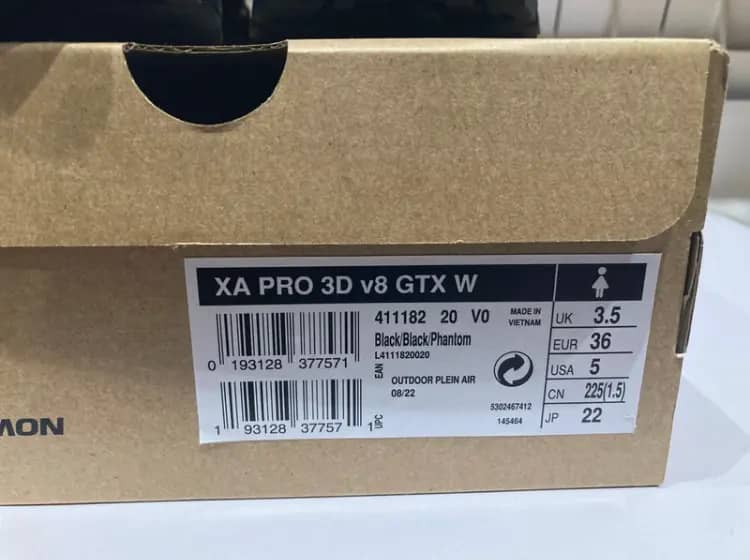 XA PRO 3D v8 GTX W
411182 20 V0
MADE IN
VIETNAM
Black/Black/Phantom
L4111820020
EAN
0 193128 377571
OUTDOOR PLEIN AIR
08/22
5302467412
145464
1 93128 37757 1
UPC
UK 3.5
EUR 36
USA 5
CN 225(1.5)
JP 22
MON